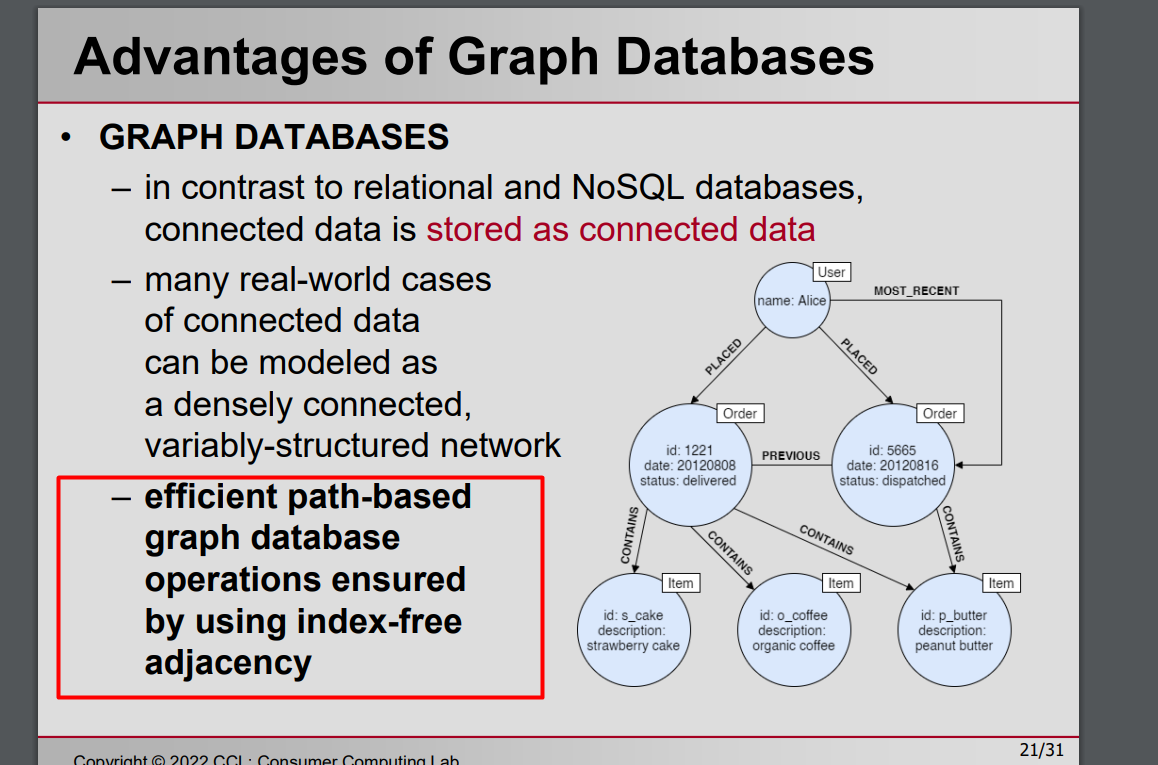 Advantages of Graph Databases
• GRAPH DATABASES
– in contrast to relational and NoSQL databases,
connected data is stored as connected data
– many real-world cases
of connected data
can be modeled as
a densely connected,
variably-structured network
– efficient path-based
graph database
operations ensured
by using index-free
adjacency
User
name: Alice
MOST_RECENT
PLACED
PLACED
Order
id: 1221
date: 20120808
status: delivered
PREVIOUS
Order
id: 5665
date: 20120816
status: dispatched
CONTAINS
CONTAINS
CONTAINS
CONTAINS
Item
id: s_cake
description:
strawberry cake
Item
id: o_coffee
description:
organic coffee
Item
id: p_butter
description:
peanut butter
Copyright © 2022 CCL: Consumer Computing Lab
21/31